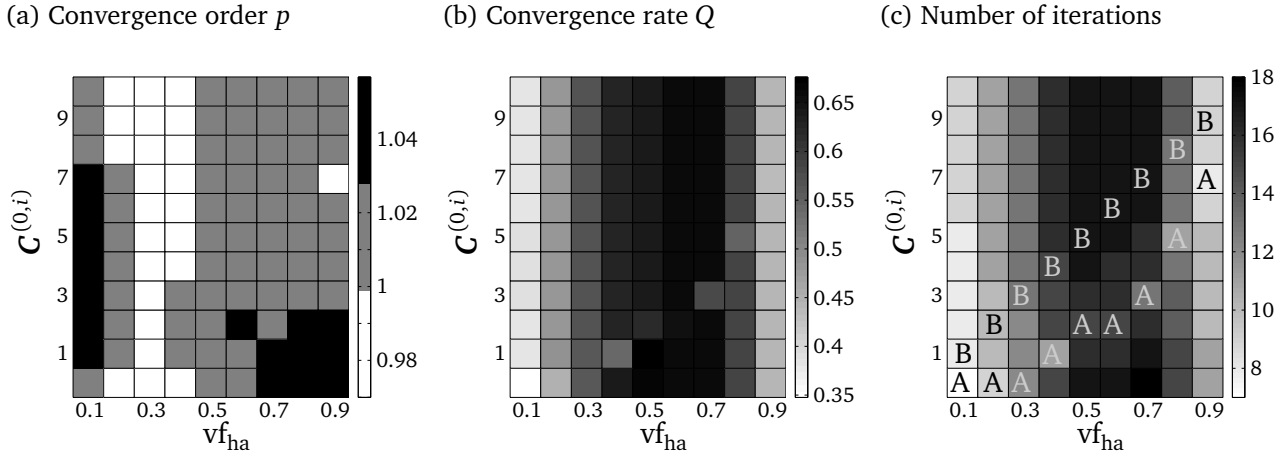 (a) Convergence order p
(b) Convergence rate Q
(c) Number of iterations
C^(0,i)
9
7
5
3
1
0.1 0.3 0.5 0.7 0.9
vf_ha
1.04
1.02
1
0.98
C^(0,i)
9
7
5
3
1
0.1 0.3 0.5 0.7 0.9
vf_ha
0.65
0.6
0.55
0.5
0.45
0.4
0.35
C^(0,i)
9
7
5
3
1
B
B
B A
B
B A
B
B A
B A A
B A
A A A
0.1 0.3 0.5 0.7 0.9
vf_ha
18
16
14
12
10
8